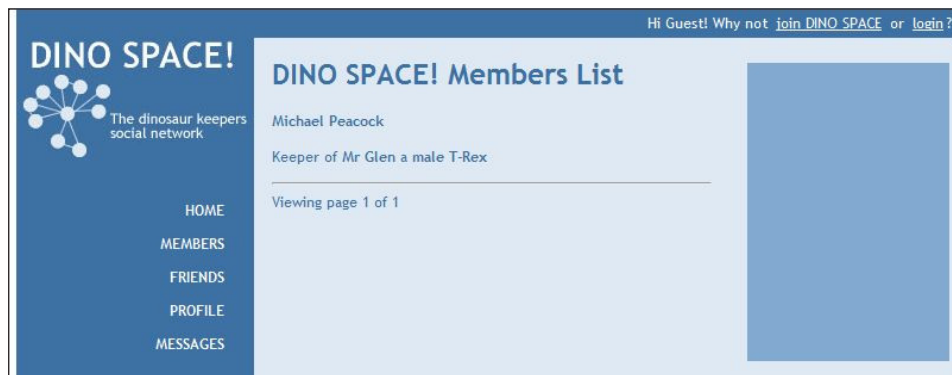 Hi Guest! Why not join DINO SPACE or login?
DINO SPACE!
The dinosaur keepers
social network
HOME
MEMBERS
FRIENDS
PROFILE
MESSAGES
DINO SPACE! Members List
Michael Peacock
Keeper of Mr Glen a male T-Rex
Viewing page 1 of 1